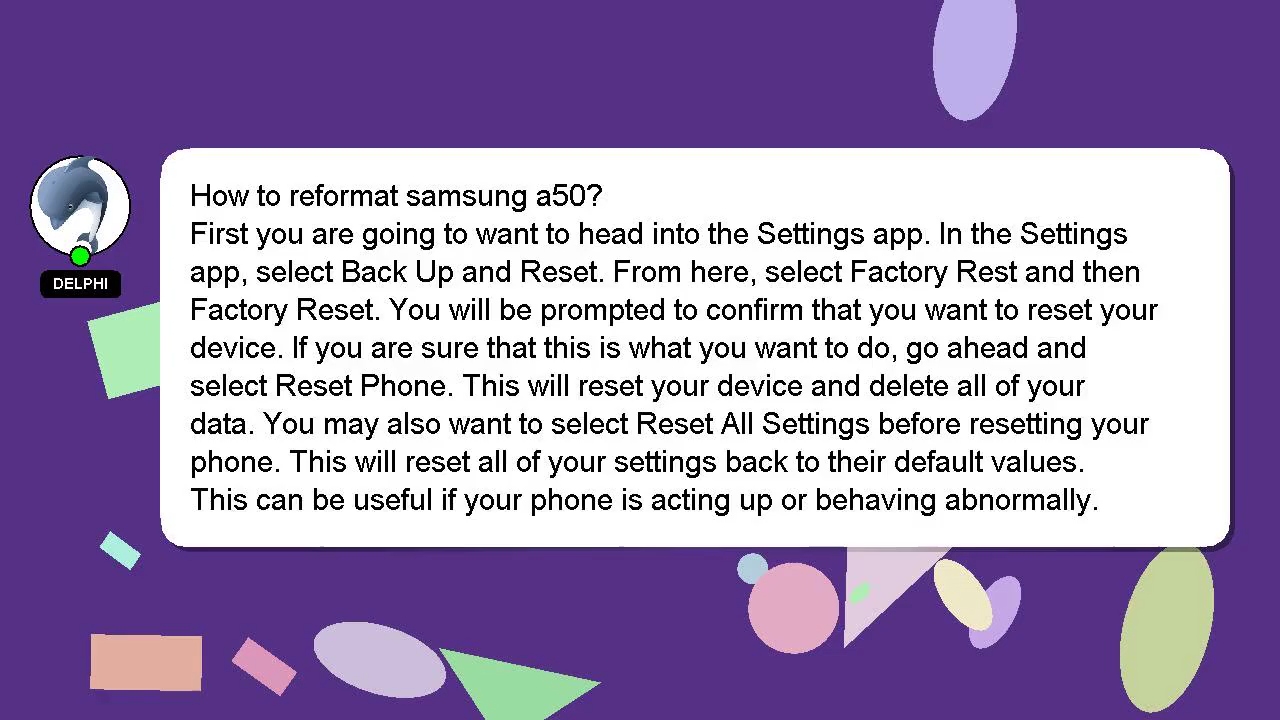 How to reformat samsung a50?
First you are going to want to head into the Settings app. In the Settings
app, select Back Up and Reset. From here, select Factory Rest and then
Factory Reset. You will be prompted to confirm that you want to reset your
device. If you are sure that this is what you want to do, go ahead and
select Reset Phone. This will reset your device and delete all of your
data. You may also want to select Reset All Settings before resetting your
phone. This will reset all of your settings back to their default values.
This can be useful if your phone is acting up or behaving abnormally.
DELPHI